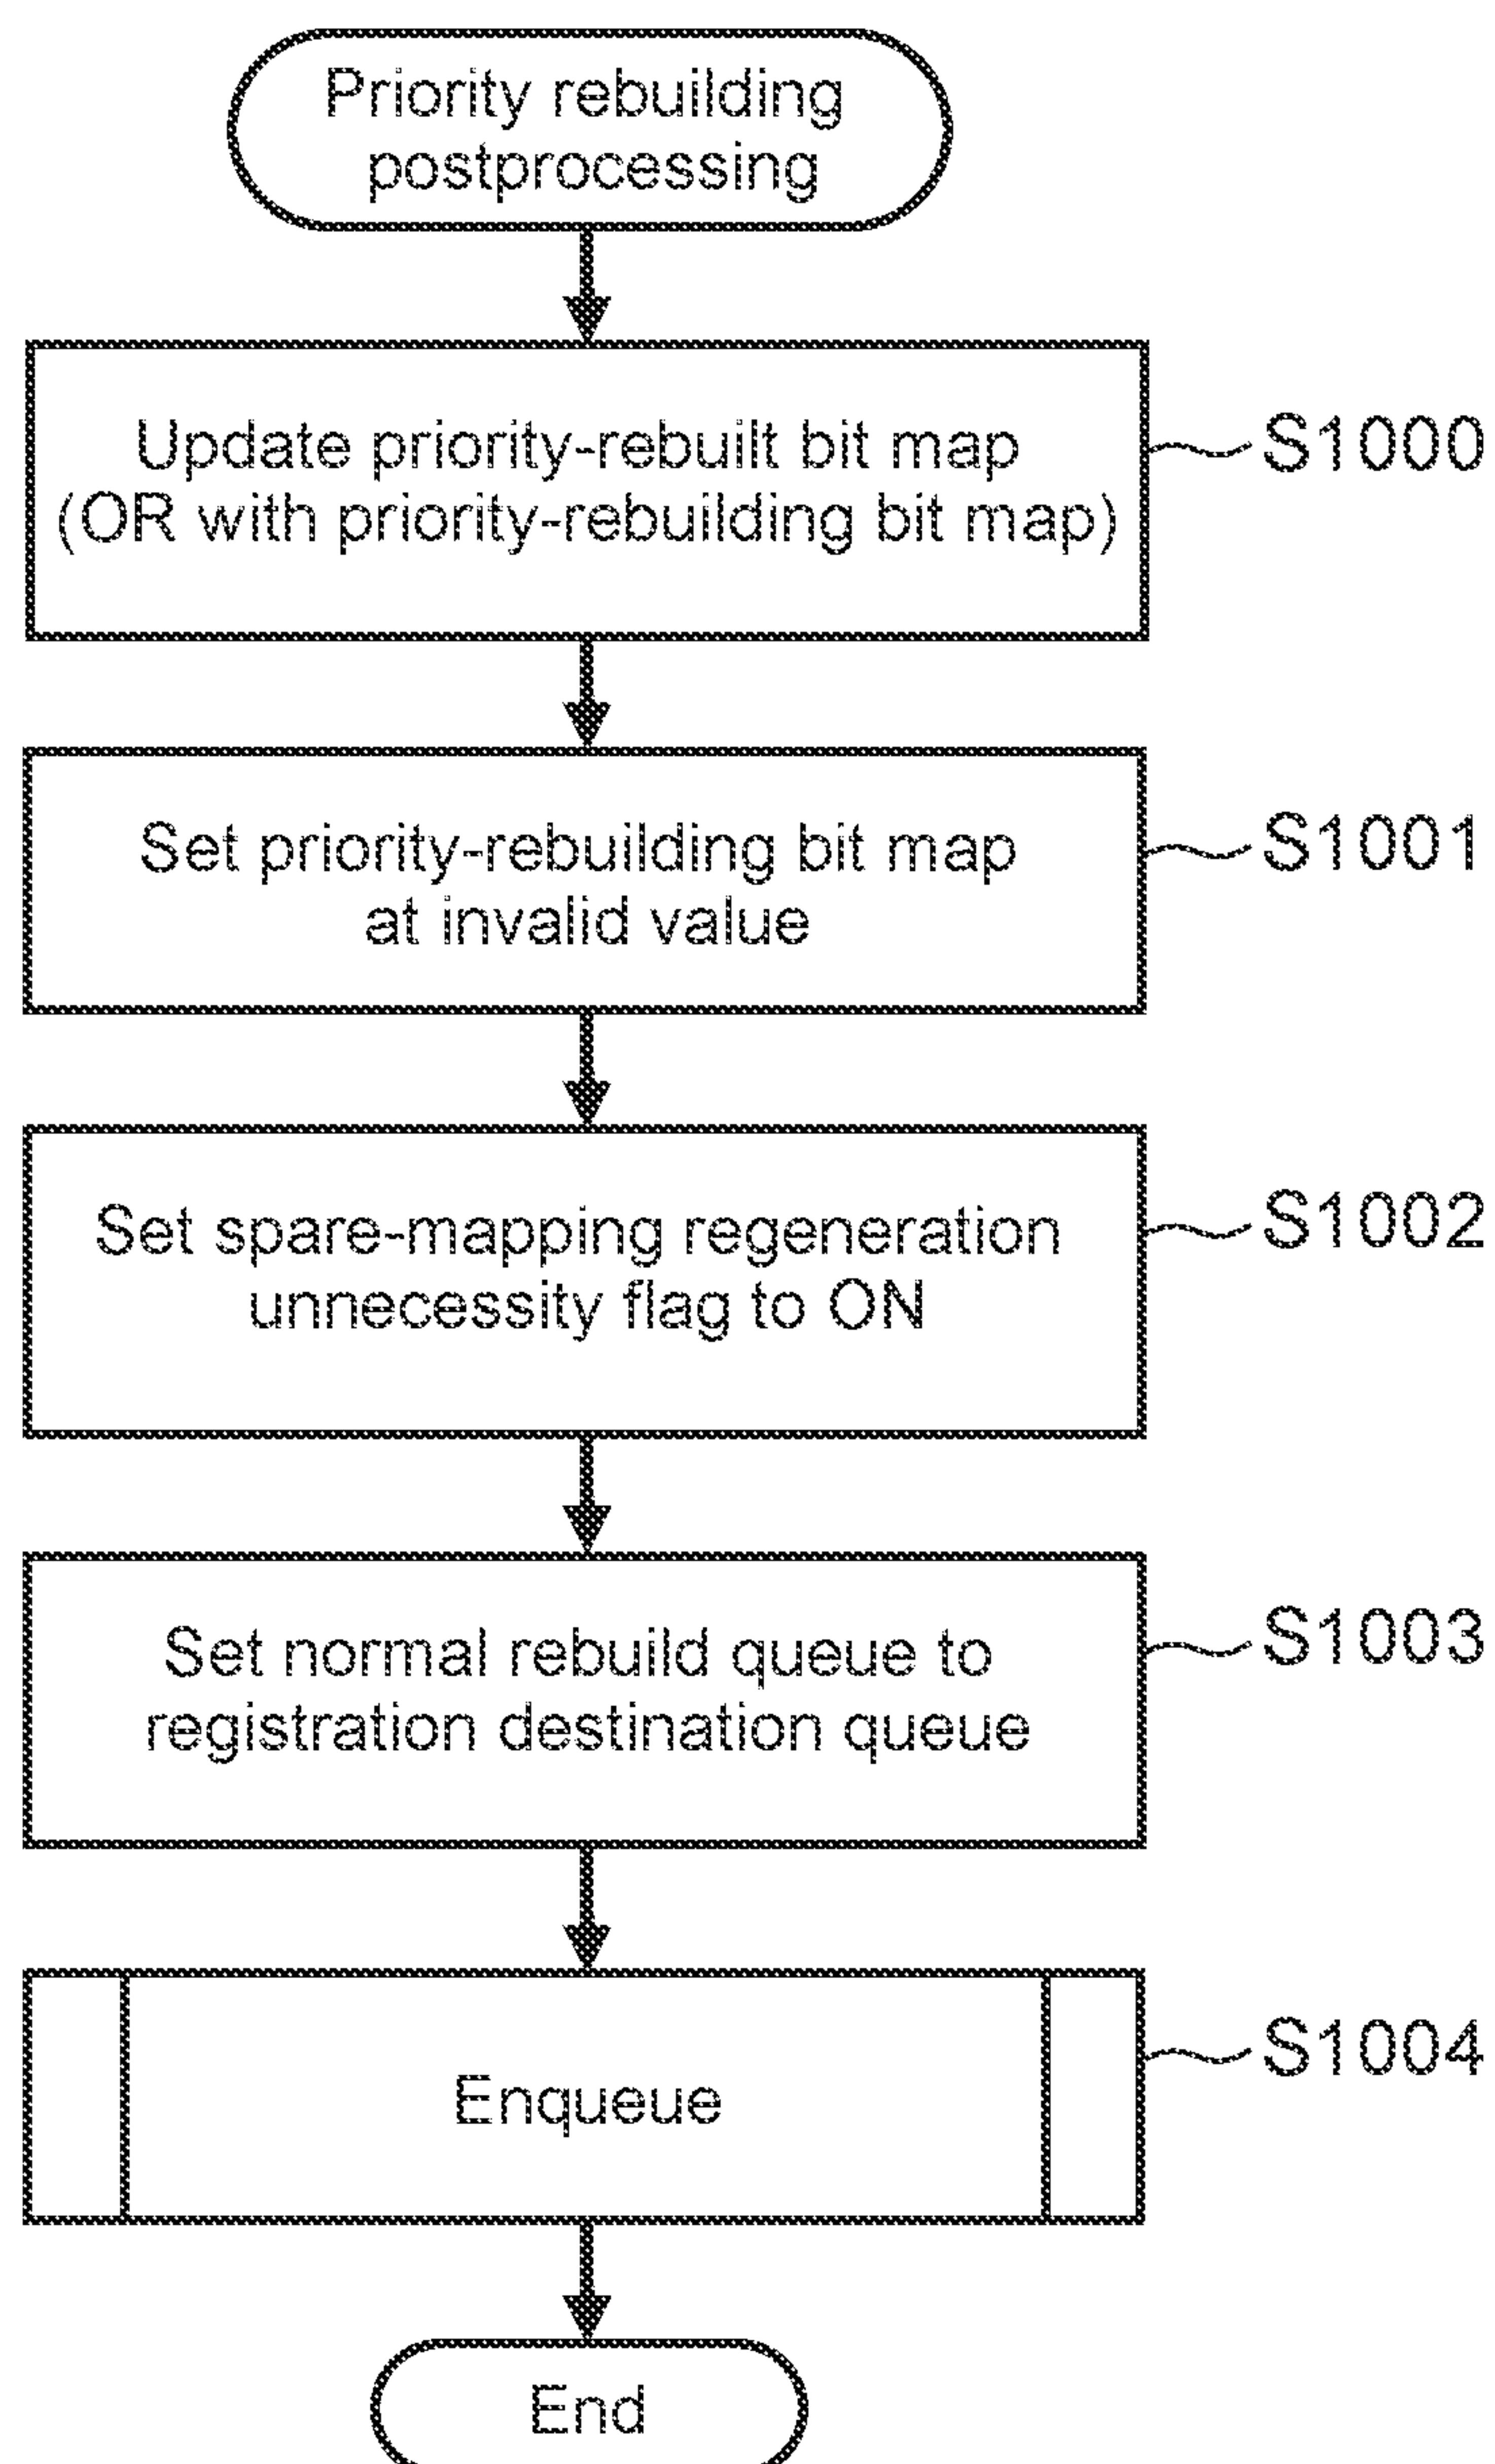 Priority rebuilding
postprocessing
Update priority-rebuilt bit map
(OR with priority-rebuilding bit map)
S1000
Set priority-rebuilding bit map
at invalid value
S1001
Set spare-mapping regeneration
unnecessity flag to ON
S1002
Set normal rebuild queue to
registration destination queue
S1003
Enqueue
S1004
End